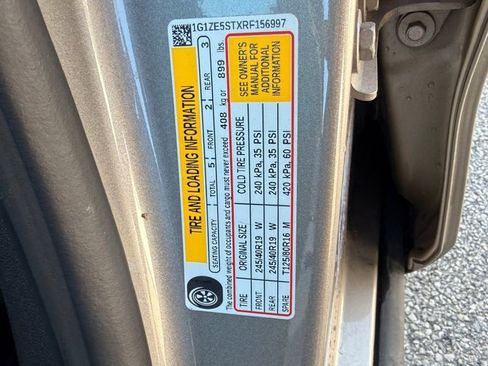 1G1ZE5STXRF156997
TIRE AND LOADING INFORMATION
SEATING CAPACITY TOTAL 5 FRONT 2 REAR 3
The combined weight of occupants and cargo must never exceed 408 kg or 899 lbs.
TIRE ORIGINAL SIZE COLD TIRE PRESSURE
FRONT 245/40R19 W 240 kPa, 35 PSI
REAR 245/40R19 W 240 kPa, 35 PSI
SPARE T125/80R16 M 420 kPa, 60 PSI
SEE OWNER'S
MANUAL FOR
ADDITIONAL
INFORMATION